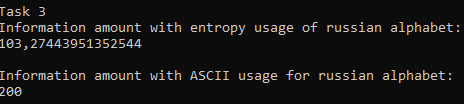 Task 3
Information amount with entropy usage of russian alphabet:
103,27443951352544
Information amount with ASCII usage for russian alphabet:
200